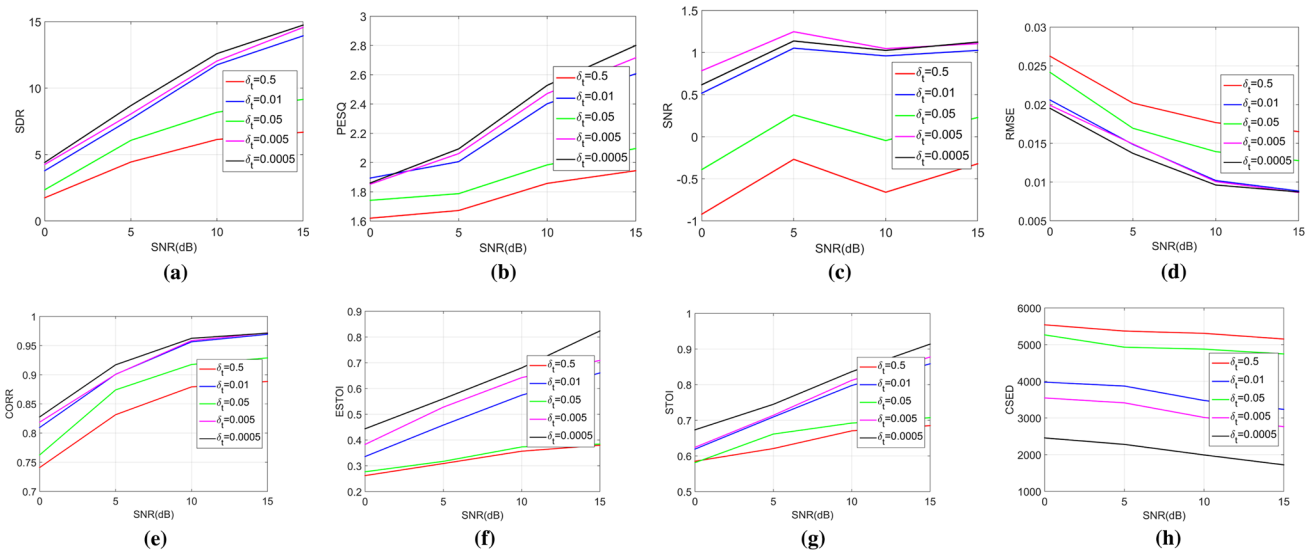 SDR
15
10
5
0
0 5 10 15
SNR(dB)
δt=0.5
δt=0.01
δt=0.05
δt=0.005
δt=0.0005
(a)
PESQ
3
2.8
2.6
2.4
2.2
2
1.8
1.6
0 5 10 15
SNR(dB)
δt=0.5
δt=0.01
δt=0.05
δt=0.005
δt=0.0005
(b)
SNR
1.5
1
0.5
0
-0.5
-1
0 5 10 15
SNR(dB)
δt=0.5
δt=0.01
δt=0.05
δt=0.005
δt=0.0005
(c)
RMSE
0.03
0.025
0.02
0.015
0.01
0.005
0 5 10 15
SNR(dB)
δt=0.5
δt=0.01
δt=0.05
δt=0.005
δt=0.0005
(d)
CORR
1
0.95
0.9
0.85
0.8
0.75
0.7
0 5 10 15
SNR(dB)
δt=0.5
δt=0.01
δt=0.05
δt=0.005
δt=0.0005
(e)
ESTOI
0.9
0.8
0.7
0.6
0.5
0.4
0.3
0.2
0 5 10 15
SNR(dB)
δt=0.5
δt=0.01
δt=0.05
δt=0.005
δt=0.0005
(f)
STOI
1
0.9
0.8
0.7
0.6
0.5
0 5 10 15
SNR(dB)
δt=0.5
δt=0.01
δt=0.05
δt=0.005
δt=0.0005
(g)
CSED
6000
5000
4000
3000
2000
1000
0 5 10 15
SNR(dB)
δt=0.5
δt=0.01
δt=0.05
δt=0.005
δt=0.0005
(h)